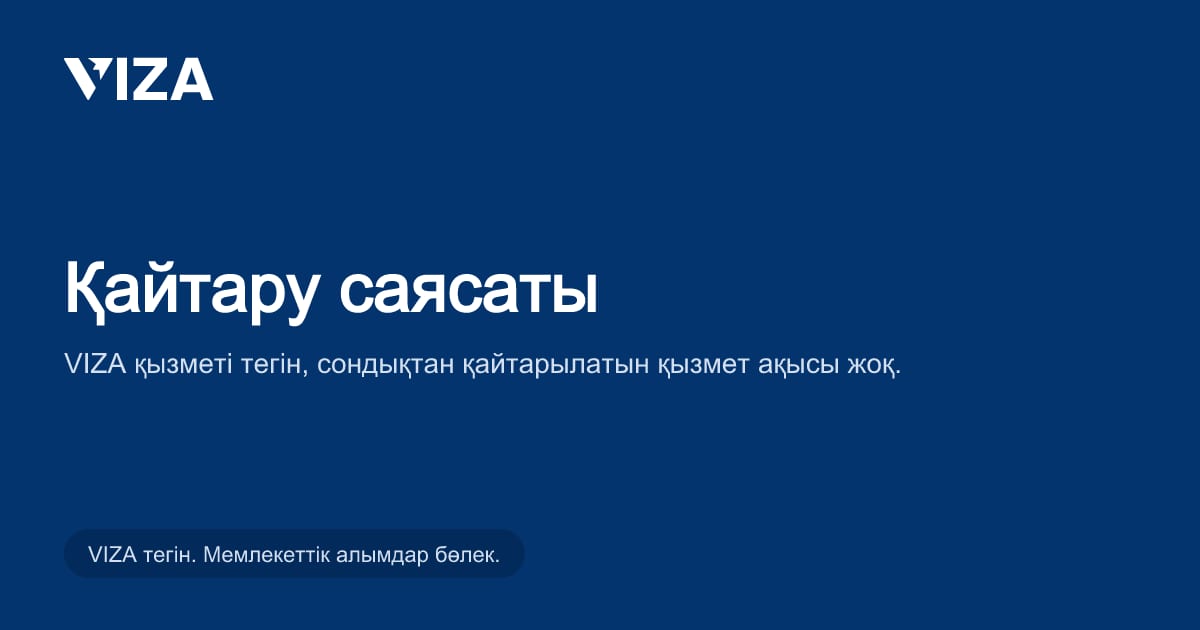 VIZA
Қайтару саясаты
VIZA қызметі тегін, сондықтан қайтарылатын қызмет ақысы жоқ.
VIZA тегін. Мемлекеттік алымдар бөлек.